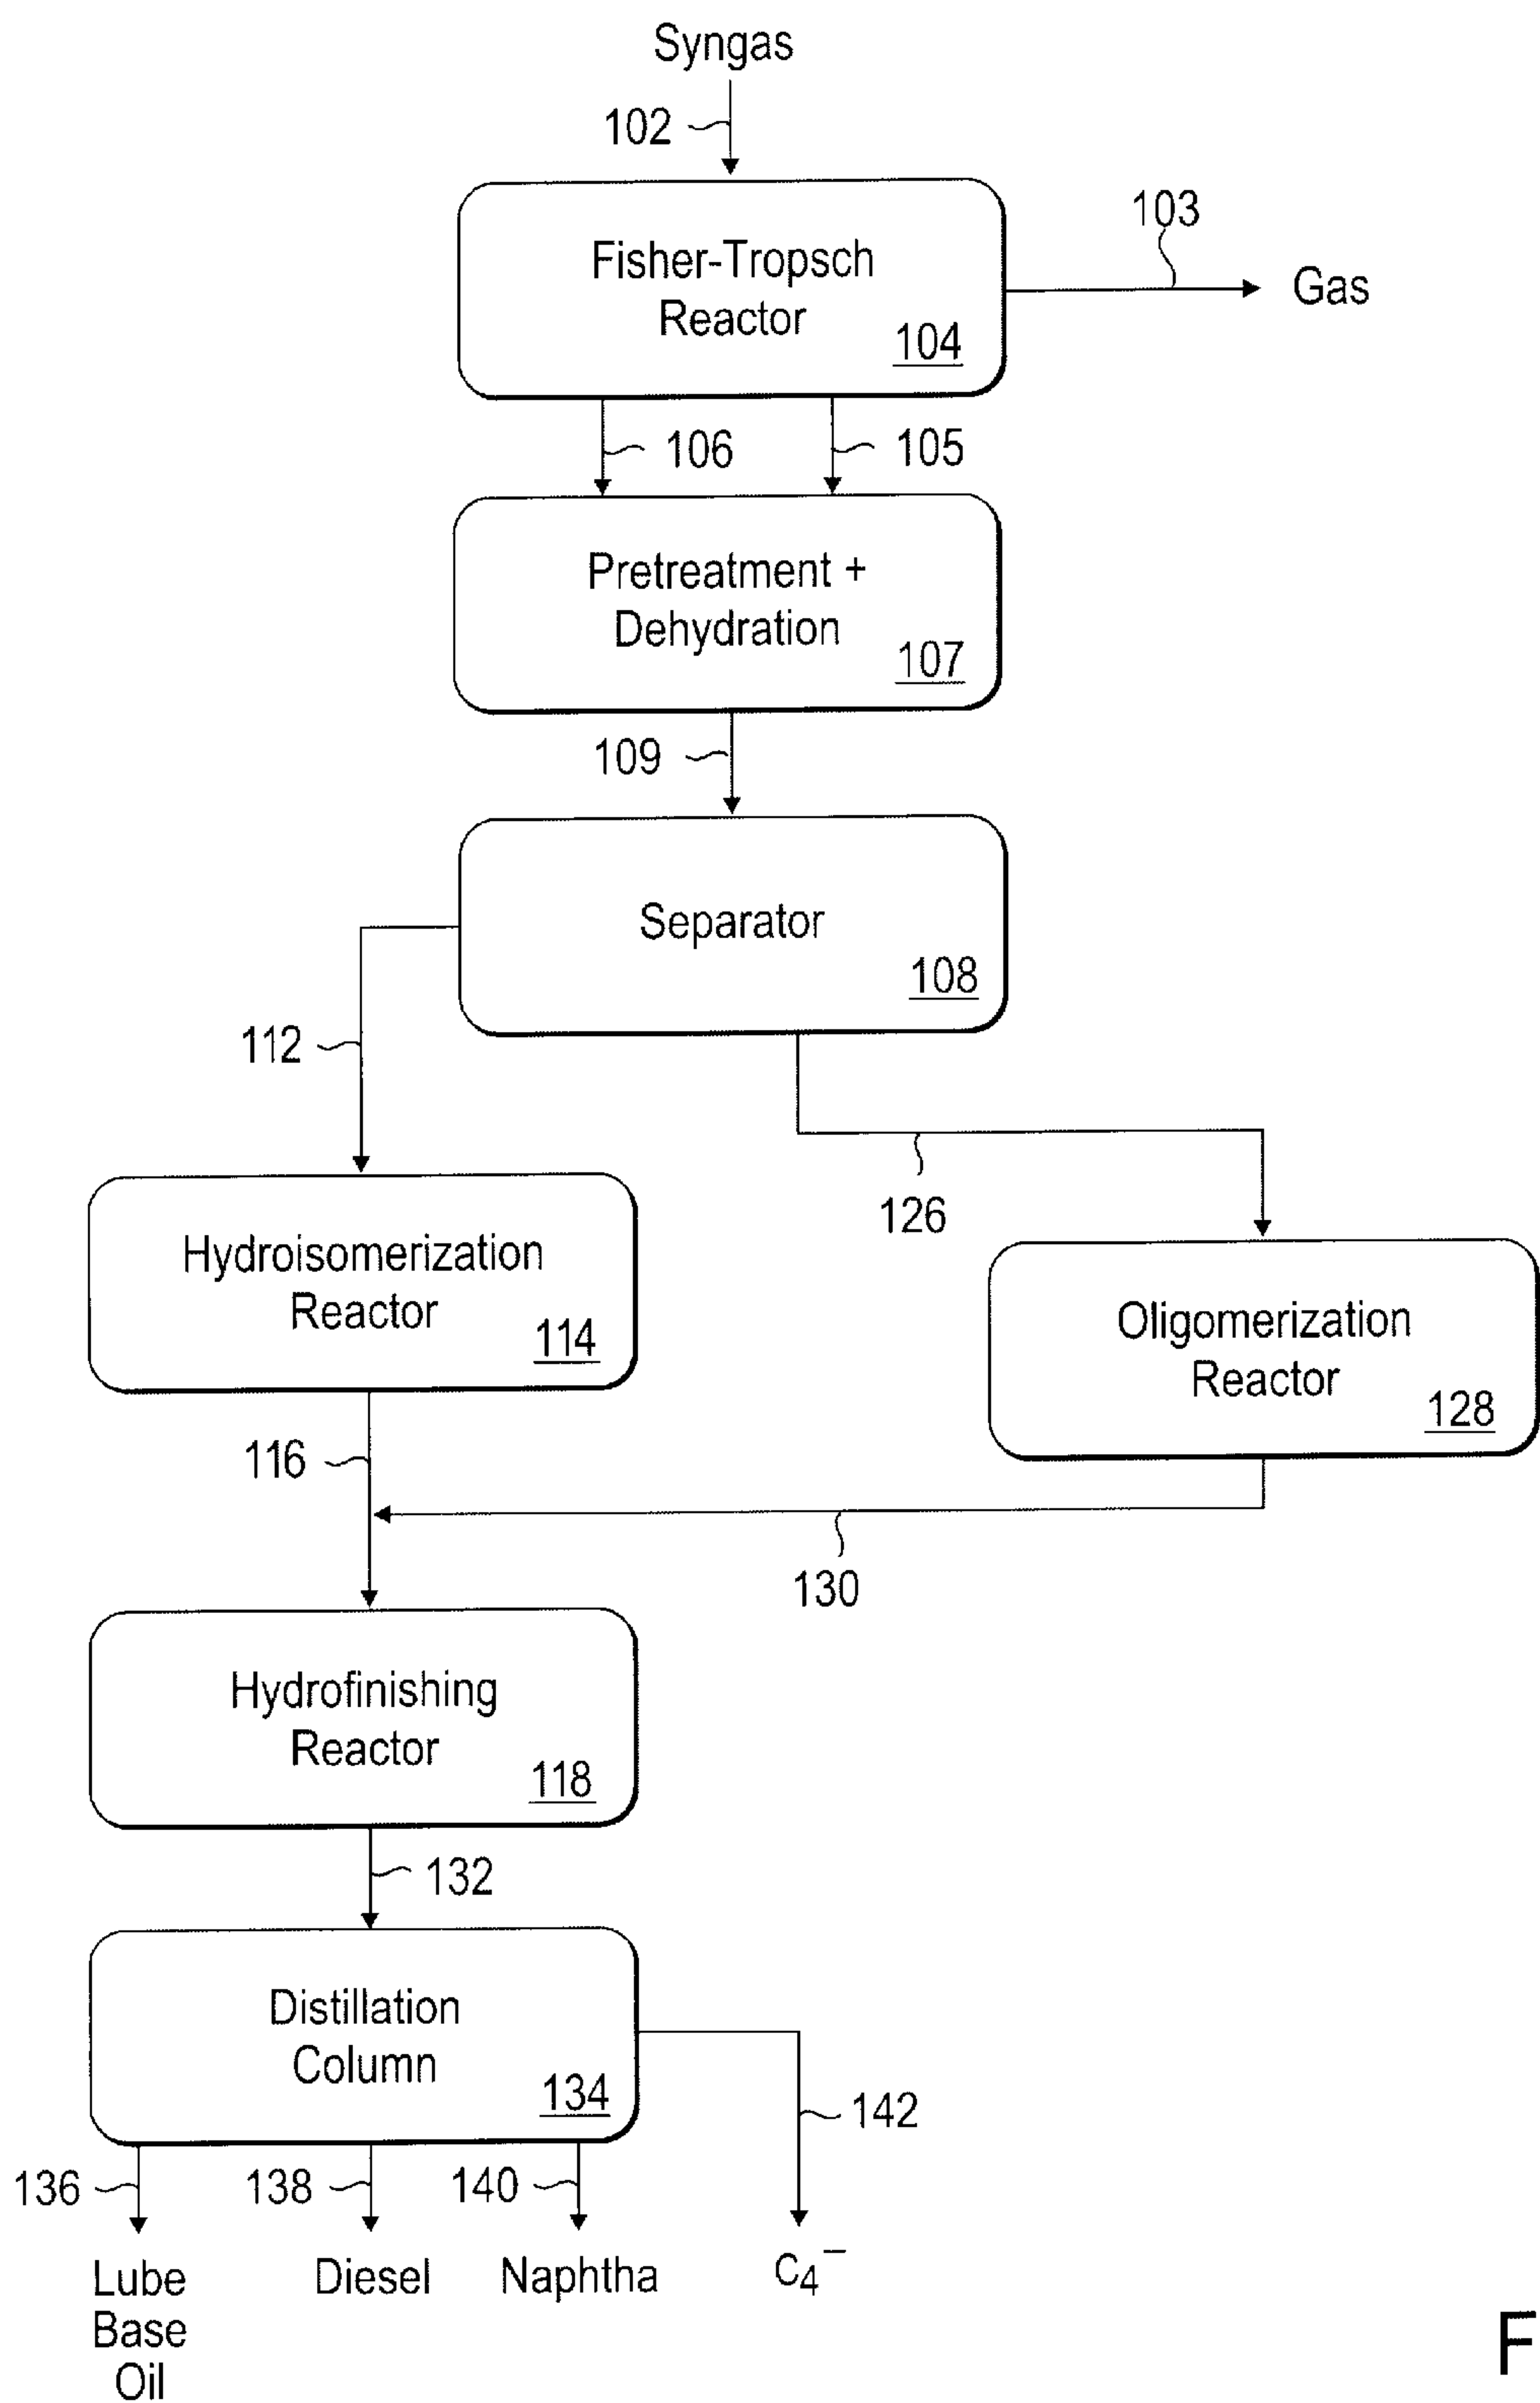 Syngas
102
103
Fisher-Tropsch
Reactor
104
Gas
106
105
Pretreatment +
Dehydration
107
109
Separator
108
112
126
Hydroisomerization
Reactor
114
Oligomerization
Reactor
128
116
130
Hydrofinishing
Reactor
118
132
Distillation
Column
134
142
136
138
140
Lube
Base
Oil
Diesel
Naphtha
C4−
F